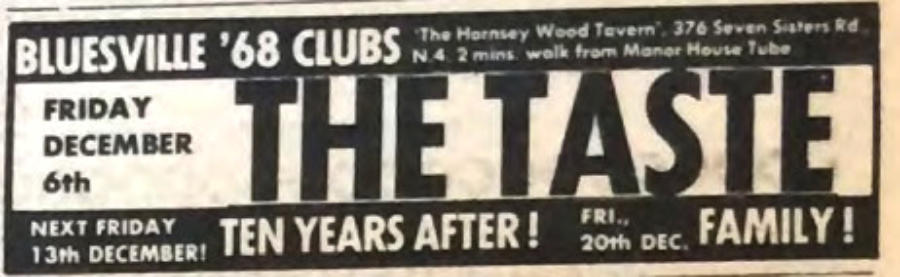 BLUESVILLE '68 CLUBS
"The Hornsey Wood Tavern", 376 Seven Sisters Rd.
N.4. 2 mins. walk from Manor House Tube
FRIDAY
DECEMBER
6th
THE TASTE
NEXT FRIDAY
13th DECEMBER!
TEN YEARS AFTER!
FRI.,
20th DEC.
FAMILY!